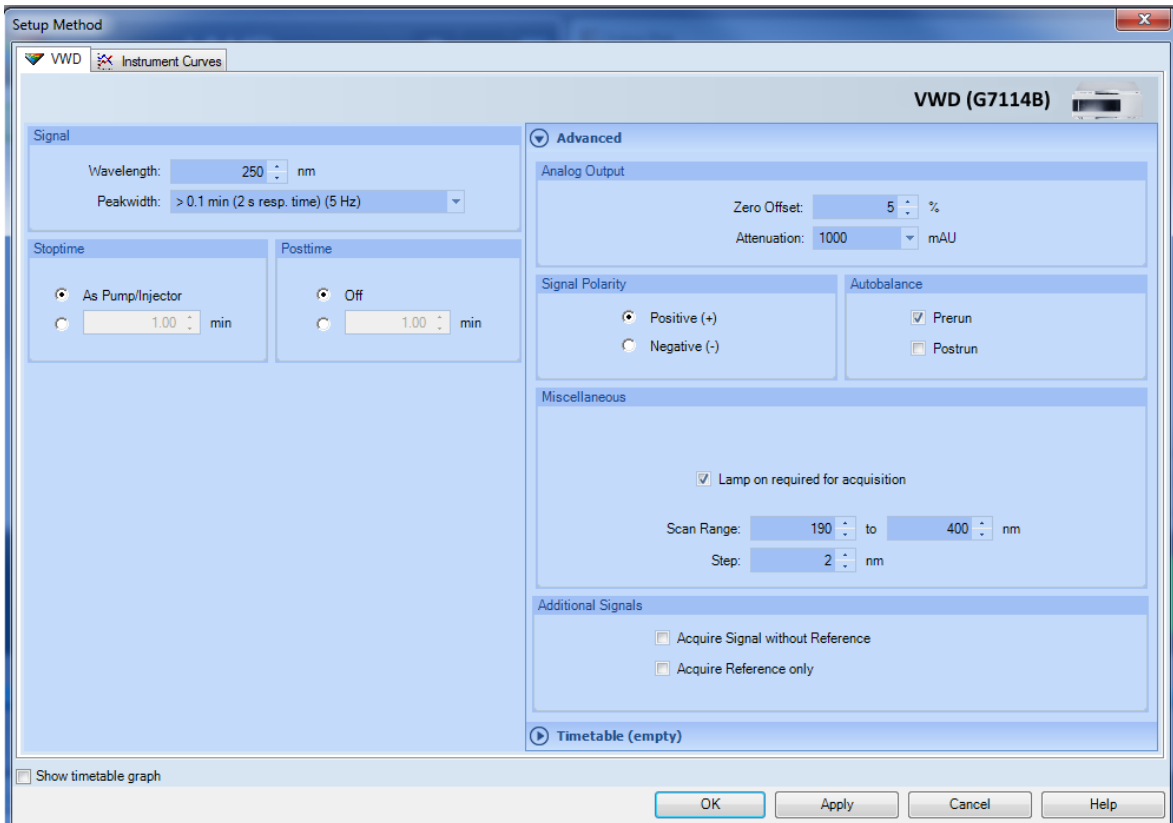 Setup Method
VWD
Instrument Curves
VWD (G7114B)
Signal
Wavelength: 250 nm
Peakwidth: > 0.1 min (2 s resp. time) (5 Hz)
Stoptime
As Pump/Injector
1.00 min
Posttime
Off
1.00 min
Advanced
Analog Output
Zero Offset: 5 %
Attenuation: 1000 mAU
Signal Polarity
Positive (+)
Negative (-)
Autobalance
Prerun
Postrun
Miscellaneous
Lamp on required for acquisition
Scan Range: 190 to 400 nm
Step: 2 nm
Additional Signals
Acquire Signal without Reference
Acquire Reference only
Timetable (empty)
Show timetable graph
OK Apply Cancel Help